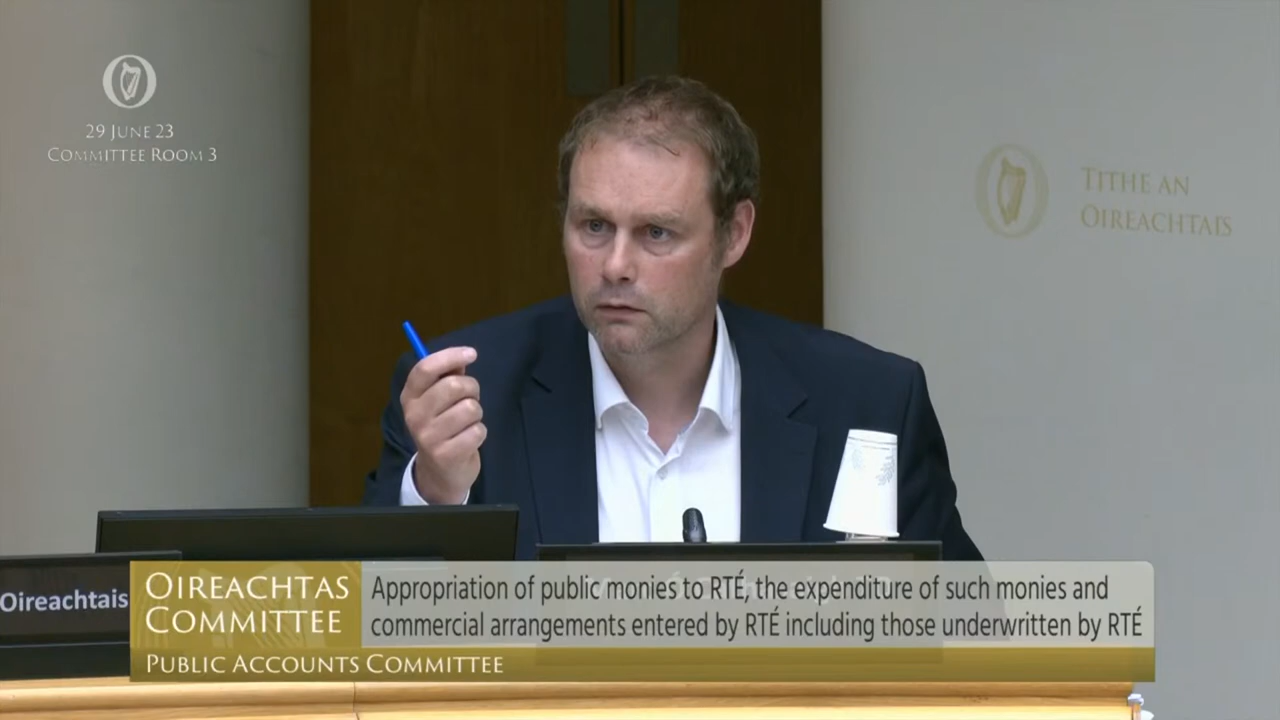 29 June 23
Committee Room 3
Tithe an
Oireachtais
Oireachtais
Oireachtas
Committee
Appropriation of public monies to RTÉ, the expenditure of such monies and
commercial arrangements entered by RTÉ including those underwritten by RTÉ
Public Accounts Committee